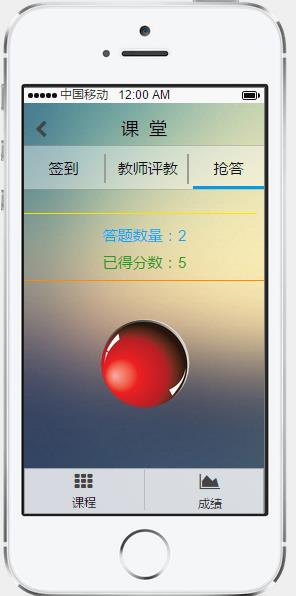 中国移动 12:00 AM
课 堂
签到 教师评教 抢答
答题数量：2
已得分数：5
课程 成绩